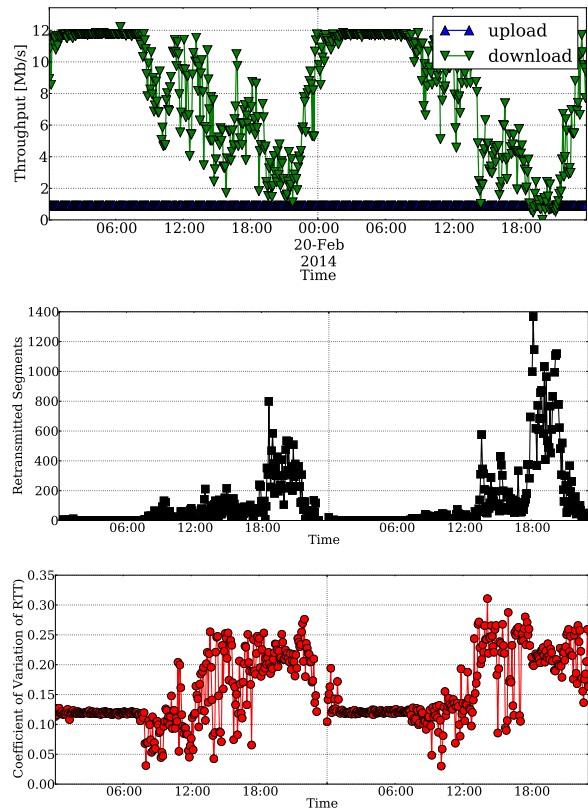 12
10
8
6
4
2
0
Throughput [Mb/s]
upload
download
06:00 12:00 18:00 00:00 06:00 12:00 18:00
20-Feb
2014
Time
1400
1200
1000
800
600
400
200
0
Retransmitted Segments
06:00 12:00 18:00 06:00 12:00 18:00
Time
0.35
0.30
0.25
0.20
0.15
0.10
0.05
0.00
Coefficient of Variation of RTT)
06:00 12:00 18:00 06:00 12:00 18:00
Time